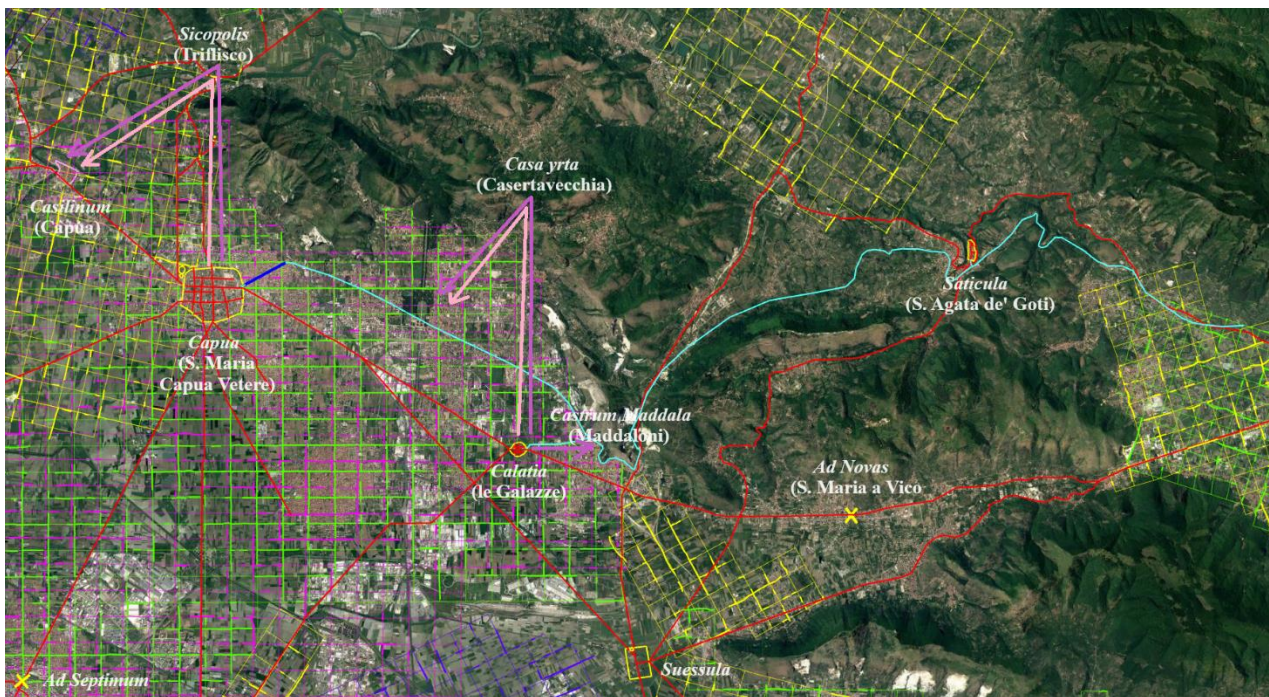 Sicopolis
(Triflisco)
Casa yrta
(Casertavecchia)
Casilinum
(Capua)
Saticula
(S. Agata de' Goti)
Capua
(S. Maria
Capua Vetere)
Castrum Maddala
(Maddaloni)
Calatia
(le Galazze)
Ad Novas
(S. Maria a Vico
Suessula
Ad Septimum